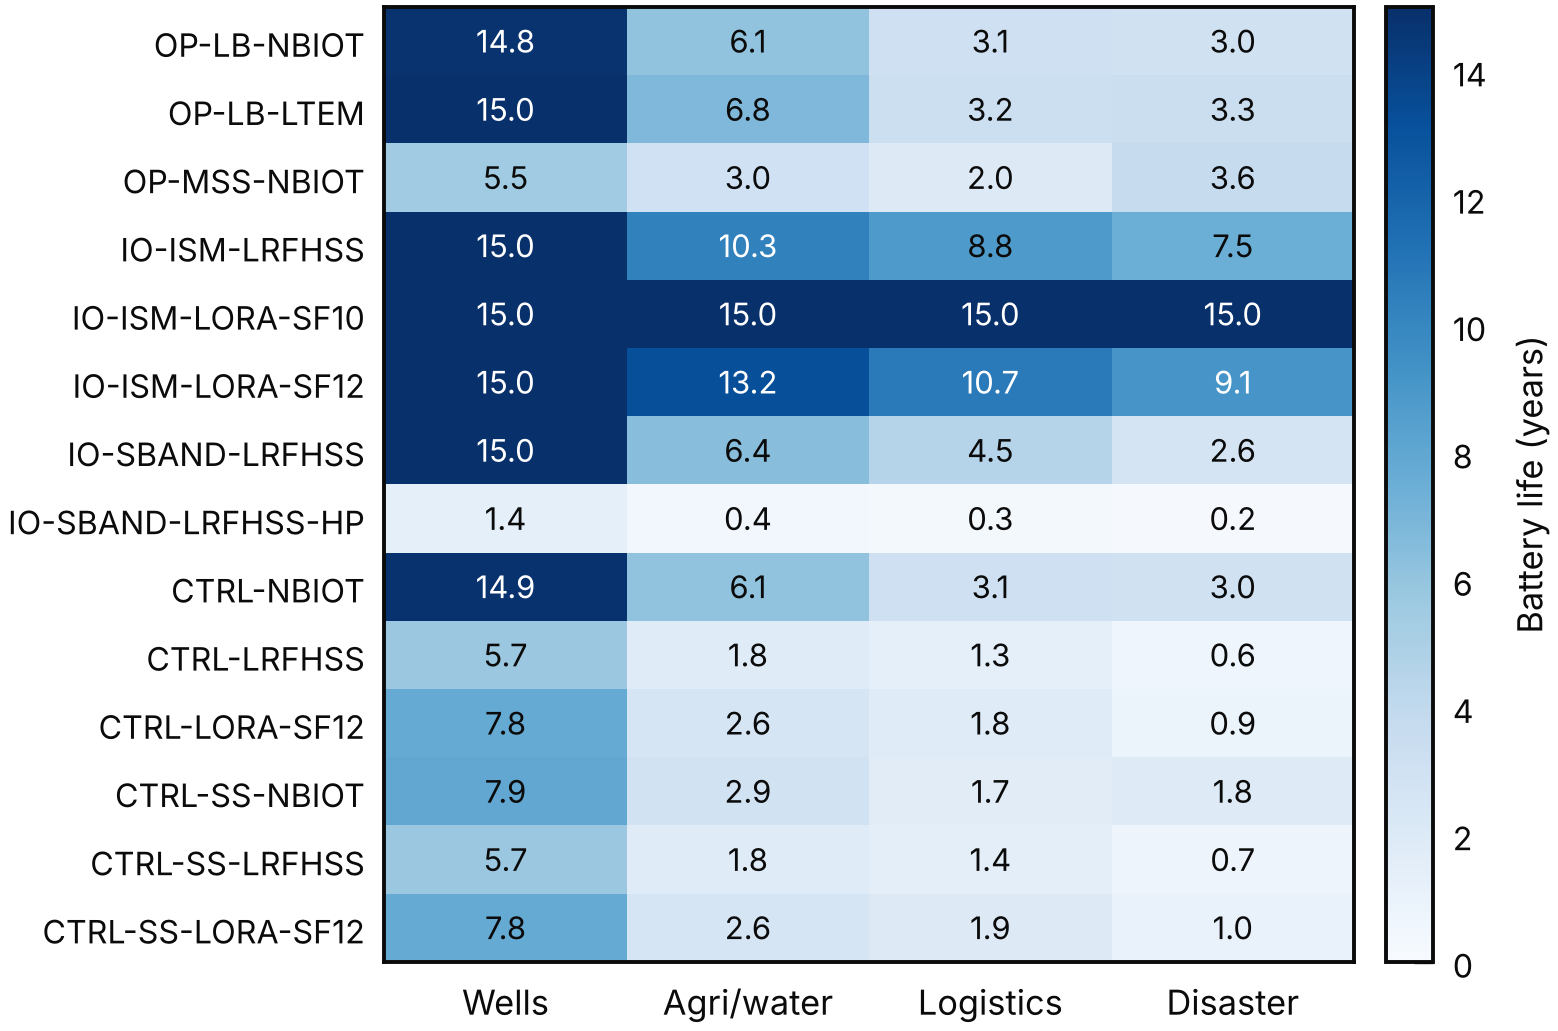 OP-LB-NBIOT 14.8 6.1 3.1 3.0
OP-LB-LTEM 15.0 6.8 3.2 3.3
OP-MSS-NBIOT 5.5 3.0 2.0 3.6
IO-ISM-LRFHSS 15.0 10.3 8.8 7.5
IO-ISM-LORA-SF10 15.0 15.0 15.0 15.0
IO-ISM-LORA-SF12 15.0 13.2 10.7 9.1
IO-SBAND-LRFHSS 15.0 6.4 4.5 2.6
IO-SBAND-LRFHSS-HP 1.4 0.4 0.3 0.2
CTRL-NBIOT 14.9 6.1 3.1 3.0
CTRL-LRFHSS 5.7 1.8 1.3 0.6
CTRL-LORA-SF12 7.8 2.6 1.8 0.9
CTRL-SS-NBIOT 7.9 2.9 1.7 1.8
CTRL-SS-LRFHSS 5.7 1.8 1.4 0.7
CTRL-SS-LORA-SF12 7.8 2.6 1.9 1.0
Wells Agri/water Logistics Disaster
14
12
10
8
6
4
2
0
Battery life (years)